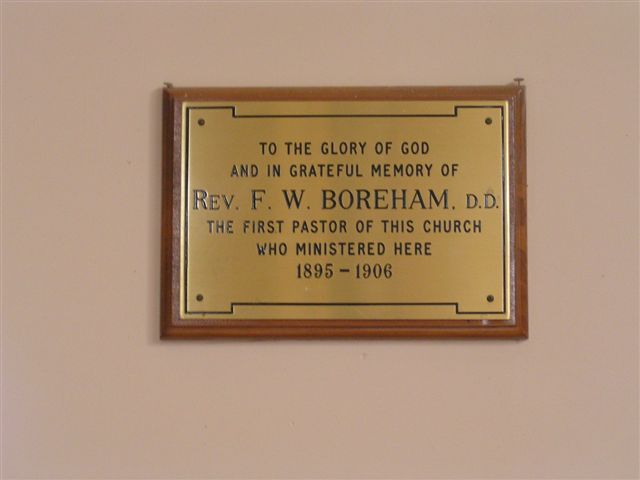 TO THE GLORY OF GOD
AND IN GRATEFUL MEMORY OF
REV. F. W. BOREHAM, D.D.
THE FIRST PASTOR OF THIS CHURCH
WHO MINISTERED HERE
1895 – 1906